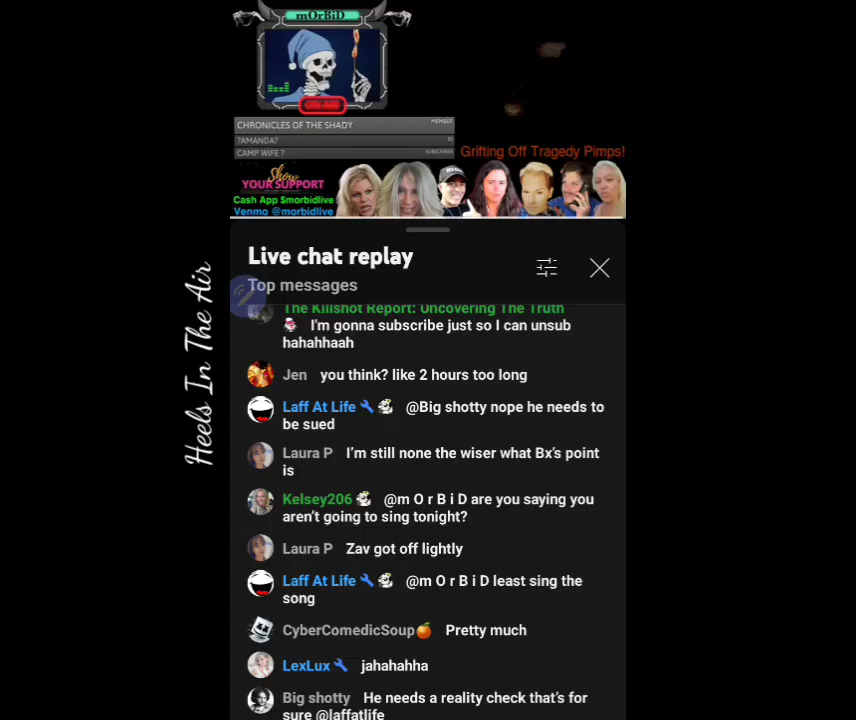 mOrBiD
ON AIR
CHRONICLES OF THE SHADY
MEMBER
?AMANDA?
$5
CAMP WIFE ?
SUBSCRIBER
Grifting Off Tragedy Pimps!
Show
YOUR SUPPORT
Cash App $morbidlive
Venmo @morbidlive
Heels In The Air
Live chat replay
Top messages
The Killshot Report: Uncovering The Truth
I'm gonna subscribe just so I can unsub
hahahhaah
Jen you think? like 2 hours too long
Laff At Life @Big shotty nope he needs to
be sued
Laura P I'm still none the wiser what Bx's point
is
Kelsey206 @m O r B i D are you saying you
aren't going to sing tonight?
Laura P Zav got off lightly
Laff At Life @m O r B i D least sing the
song
CyberComedicSoup🍊 Pretty much
LexLux jahahahha
Big shotty He needs a reality check that's for
sure @laffatlife